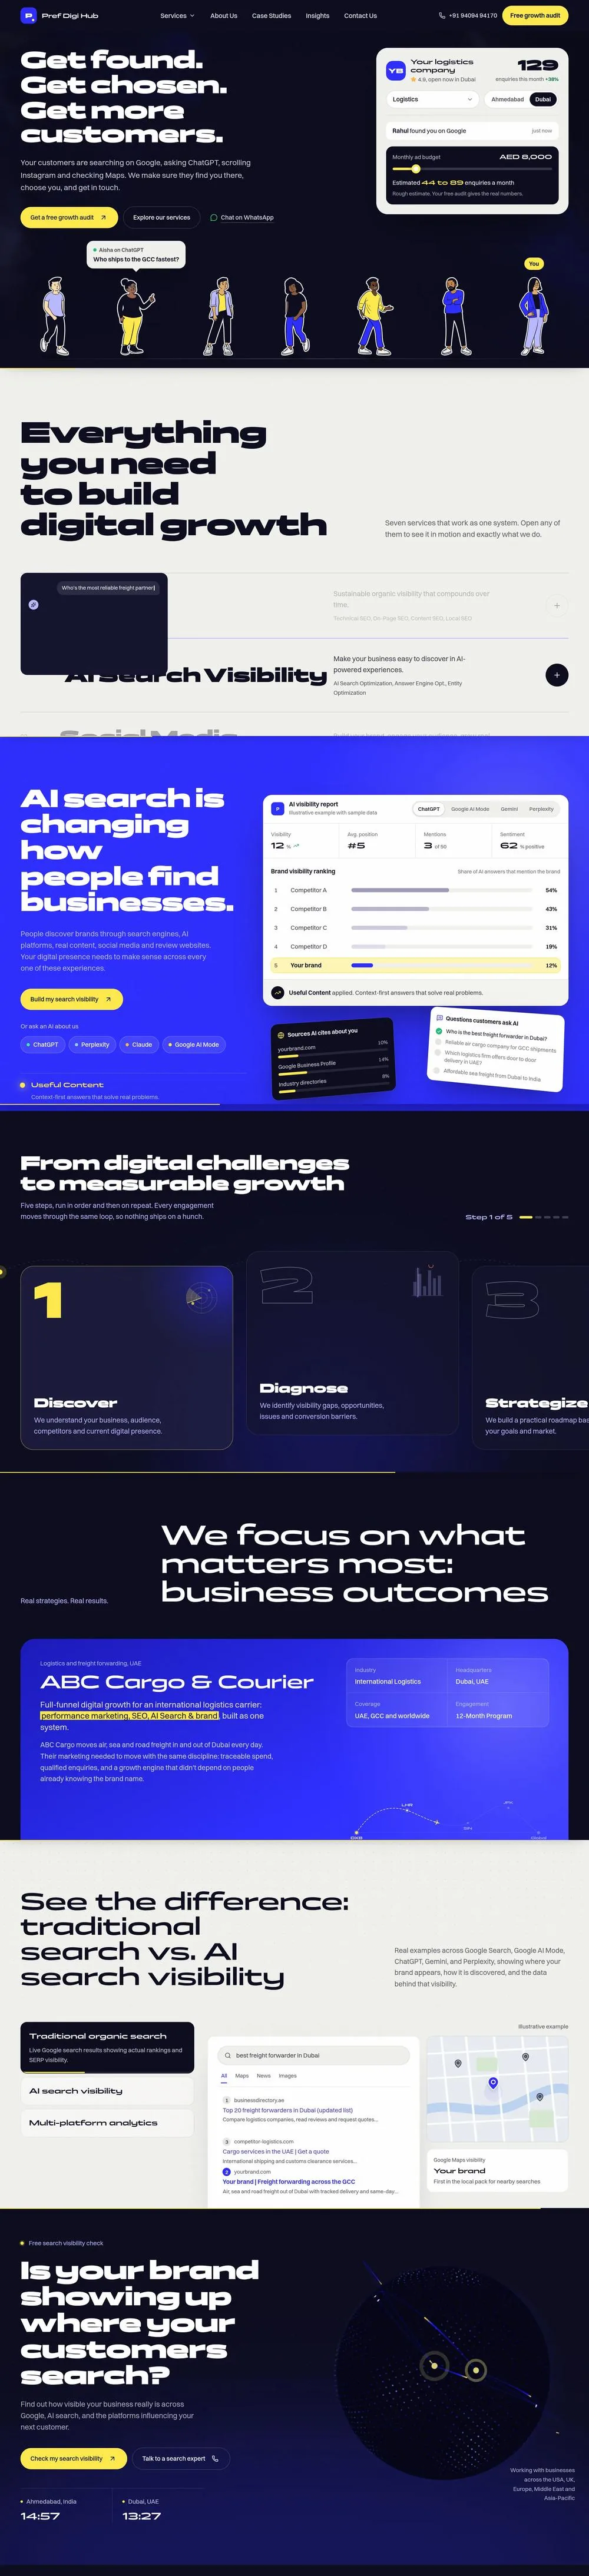 P.
Pref Digi Hub
Services
About Us
Case Studies
Insights
Contact Us
+91 94094 94170
Free growth audit
Get found.
Get chosen.
Get more
customers.
Your customers are searching on Google, asking ChatGPT, scrolling
Instagram and checking Maps. We make sure they find you there,
choose you, and get in touch.
Get a free growth audit
Explore our services
Chat on WhatsApp
YB
Your logistics
company
4.9, open now in Dubai
129
enquiries this month +38%
Logistics
Ahmedabad
Dubai
Rahul found you on Google
just now
Monthly ad budget
AED 8,000
Estimated 44 to 89 enquiries a month
Rough estimate. Your free audit gives the real numbers.
Aisha on ChatGPT
Who ships to the GCC fastest?
You
Everything
you need
to build
digital growth
Seven services that work as one system. Open any of
them to see it in motion and exactly what we do.
Who's the most reliable freight partner
Sustainable organic visibility that compounds over
time.
Technical SEO, On-Page SEO, Content SEO, Local SEO
AI Search Visibility
Make your business easy to discover in AI-
powered experiences.
AI Search Optimization, Answer Engine Opt., Entity
Optimization
Social Media
AI search is
changing
how
people find
businesses.
People discover brands through search engines, AI
platforms, real content, social media and review websites.
Your digital presence needs to make sense across every
one of these experiences.
Build my search visibility
Or ask an AI about us
ChatGPT
Perplexity
Claude
Google AI Mode
Useful Content
Context-first answers that solve real problems.
P
AI visibility report
Illustrative example with sample data
ChatGPT
Google AI Mode
Gemini
Perplexity
Visibility
12 %
Avg. position
#5
Mentions
3 of 50
Sentiment
62 % positive
Brand visibility ranking
Share of AI answers that mention the brand
1 Competitor A 54%
2 Competitor B 43%
3 Competitor C 31%
4 Competitor D 19%
5 Your brand 12%
Useful Content applied. Context-first answers that solve real problems.
Sources AI cites about you
yourbrand.com 10%
Google Business Profile 14%
Industry directories 8%
Questions customers ask AI
Who is the best freight forwarder in Dubai?
Reliable air cargo company for GCC shipments
Which logistics firm offers door to door
delivery in UAE?
Affordable sea freight from Dubai to India
From digital challenges
to measurable growth
Five steps, run in order and then on repeat. Every engagement
moves through the same loop, so nothing ships on a hunch.
Step 1 of 5
1
Discover
We understand your business, audience,
competitors and current digital presence.
2
Diagnose
We identify visibility gaps, opportunities,
issues and conversion barriers.
3
Strategize
We build a practical roadmap bas
your goals and market.
We focus on what
matters most:
business outcomes
Real strategies. Real results.
Logistics and freight forwarding, UAE
ABC Cargo & Courier
Full-funnel digital growth for an international logistics carrier:
performance marketing, SEO, AI Search & brand, built as one
system.
ABC Cargo moves air, sea and road freight in and out of Dubai every day.
Their marketing needed to move with the same discipline: traceable spend,
qualified enquiries, and a growth engine that didn't depend on people
already knowing the brand name.
Industry
International Logistics
Headquarters
Dubai, UAE
Coverage
UAE, GCC and worldwide
Engagement
12-Month Program
LHR
DXB
See the difference:
traditional
search vs. AI
search visibility
Real examples across Google Search, Google AI Mode,
ChatGPT, Gemini, and Perplexity, showing where your
brand appears, how it is discovered, and the data
behind that visibility.
Illustrative example
Traditional organic search
Live Google search results showing actual rankings and
SERP visibility.
AI search visibility
Multi-platform analytics
best freight forwarder in Dubai
All
Maps
News
Images
1 businessdirectory.ae
Top 20 freight forwarders in Dubai (updated list)
Compare logistics companies, read reviews and request quotes...
3 competitor-logistics.com
Cargo services in the UAE | Get a quote
International shipping and customs clearance services...
2 yourbrand.com
Your brand | Freight forwarding across the GCC
Air, sea and road freight out of Dubai with tracked delivery and same-day...
Google Maps visibility
Your brand
First in the local pack for nearby searches
Free search visibility check
Is your brand
showing up
where your
customers
search?
Find out how visible your business really is across
Google, AI search, and the platforms influencing your
next customer.
Check my search visibility
Talk to a search expert
Ahmedabad, India
14:57
Dubai, UAE
13:27
Working with businesses
across the USA, UK,
Europe, Middle East and
Asia-Pacific